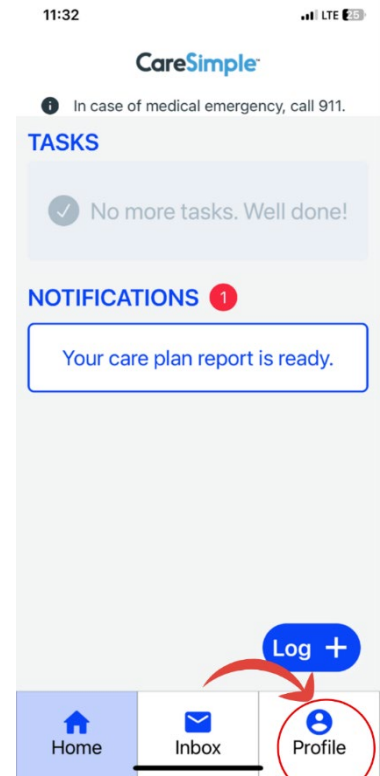 11:32 LTE 25
CareSimple
In case of medical emergency, call 911.
TASKS
No more tasks. Well done!
NOTIFICATIONS 1
Your care plan report is ready.
Log +
Home Inbox Profile